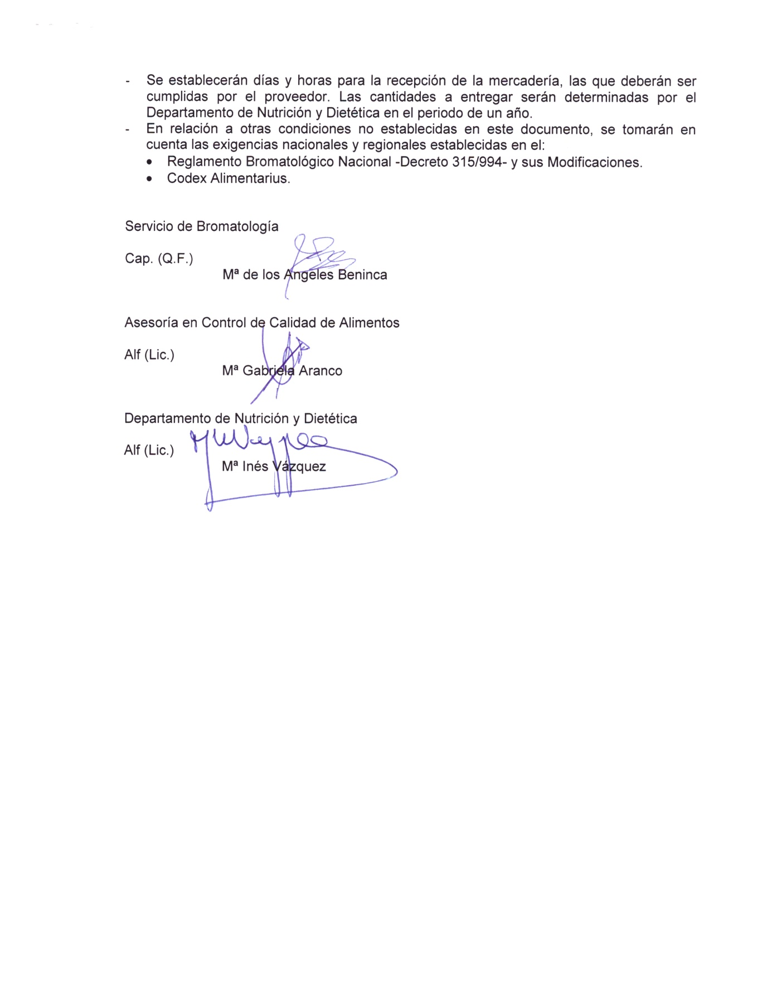 - Se establecerán días y horas para la recepción de la mercadería, las que deberán ser
cumplidas por el proveedor. Las cantidades a entregar serán determinadas por el
Departamento de Nutrición y Dietética en el periodo de un año.
- En relación a otras condiciones no establecidas en este documento, se tomarán en
cuenta las exigencias nacionales y regionales establecidas en el:
• Reglamento Bromatológico Nacional -Decreto 315/994- y sus Modificaciones.
• Codex Alimentarius.
Servicio de Bromatología
Cap. (Q.F.)
Mª de los Angeles Beninca
Asesoría en Control de Calidad de Alimentos
Alf (Lic.)
Mª Gabriela Aranco
Departamento de Nutrición y Dietética
Alf (Lic.)
Mª Inés Vázquez